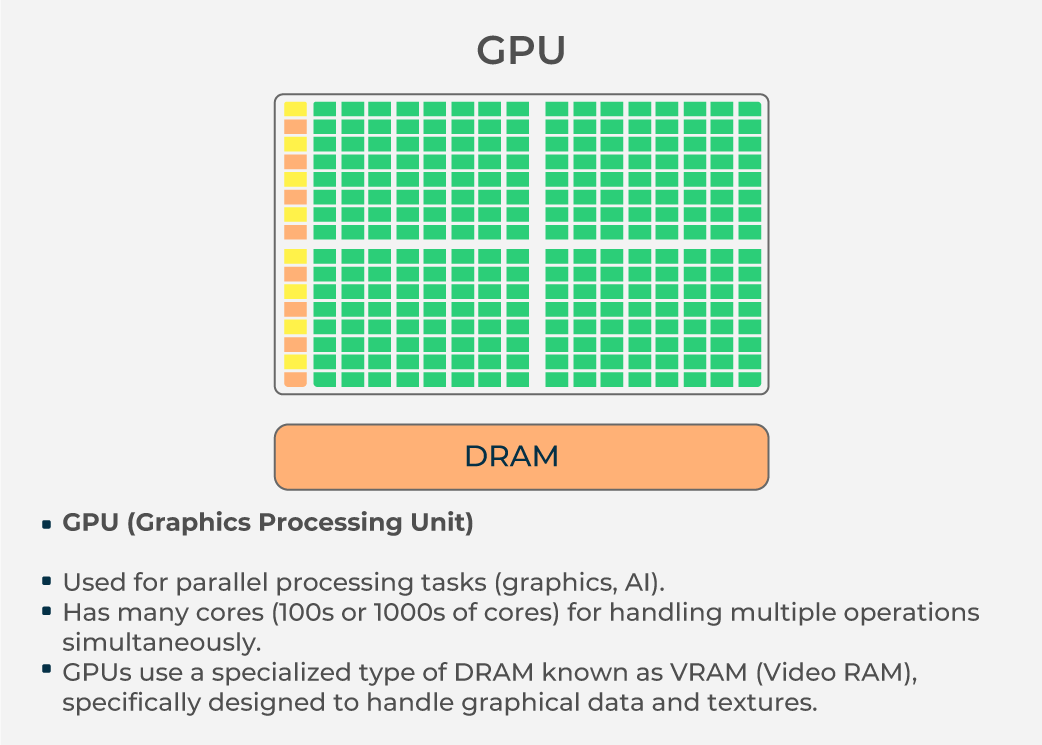 GPU
DRAM
▪ GPU (Graphics Processing Unit)
▪ Used for parallel processing tasks (graphics, AI).
▪ Has many cores (100s or 1000s of cores) for handling multiple operations
simultaneously.
▪ GPUs use a specialized type of DRAM known as VRAM (Video RAM),
specifically designed to handle graphical data and textures.